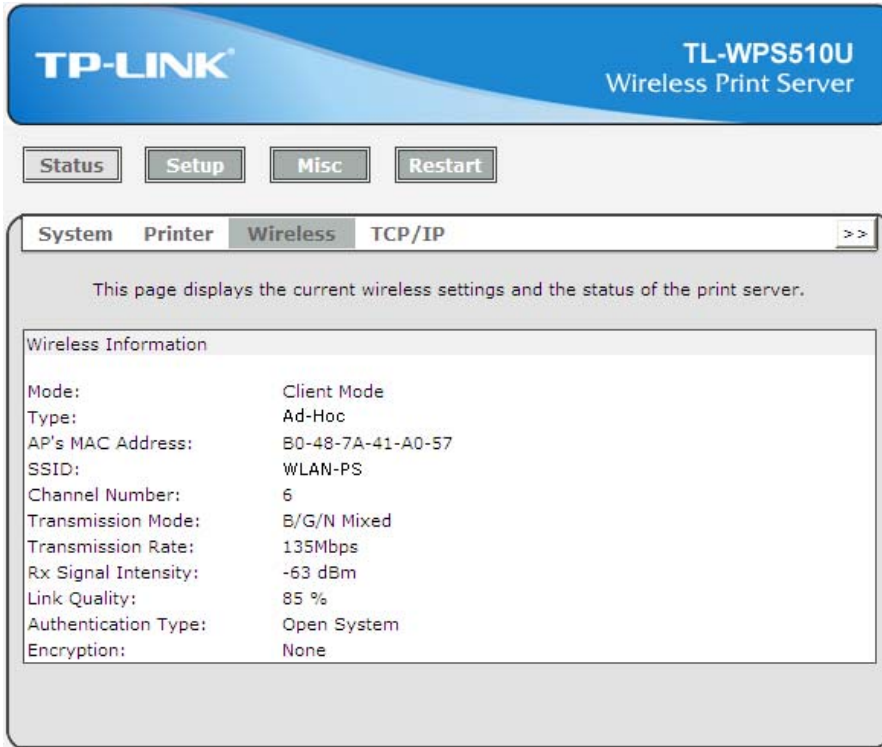 TP-LINK®
TL-WPS510U
Wireless Print Server
Status Setup Misc Restart
System Printer Wireless TCP/IP >>
This page displays the current wireless settings and the status of the print server.
Wireless Information
Mode: Client Mode
Type: Ad-Hoc
AP's MAC Address: B0-48-7A-41-A0-57
SSID: WLAN-PS
Channel Number: 6
Transmission Mode: B/G/N Mixed
Transmission Rate: 135Mbps
Rx Signal Intensity: -63 dBm
Link Quality: 85 %
Authentication Type: Open System
Encryption: None